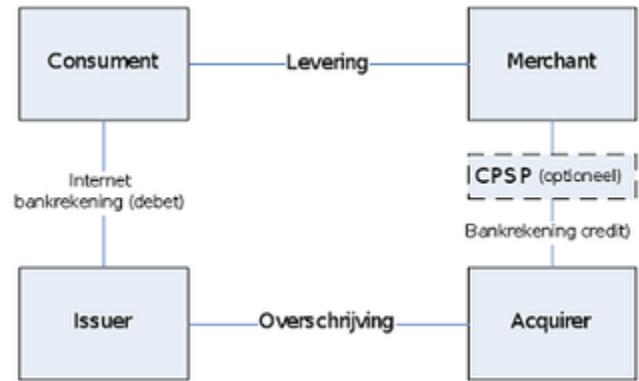 Consument
Levering
Merchant
Internet
bankrekening (debet)
CPSP (optioneel)
Bankrekening credit)
Issuer
Overschrijving
Acquirer